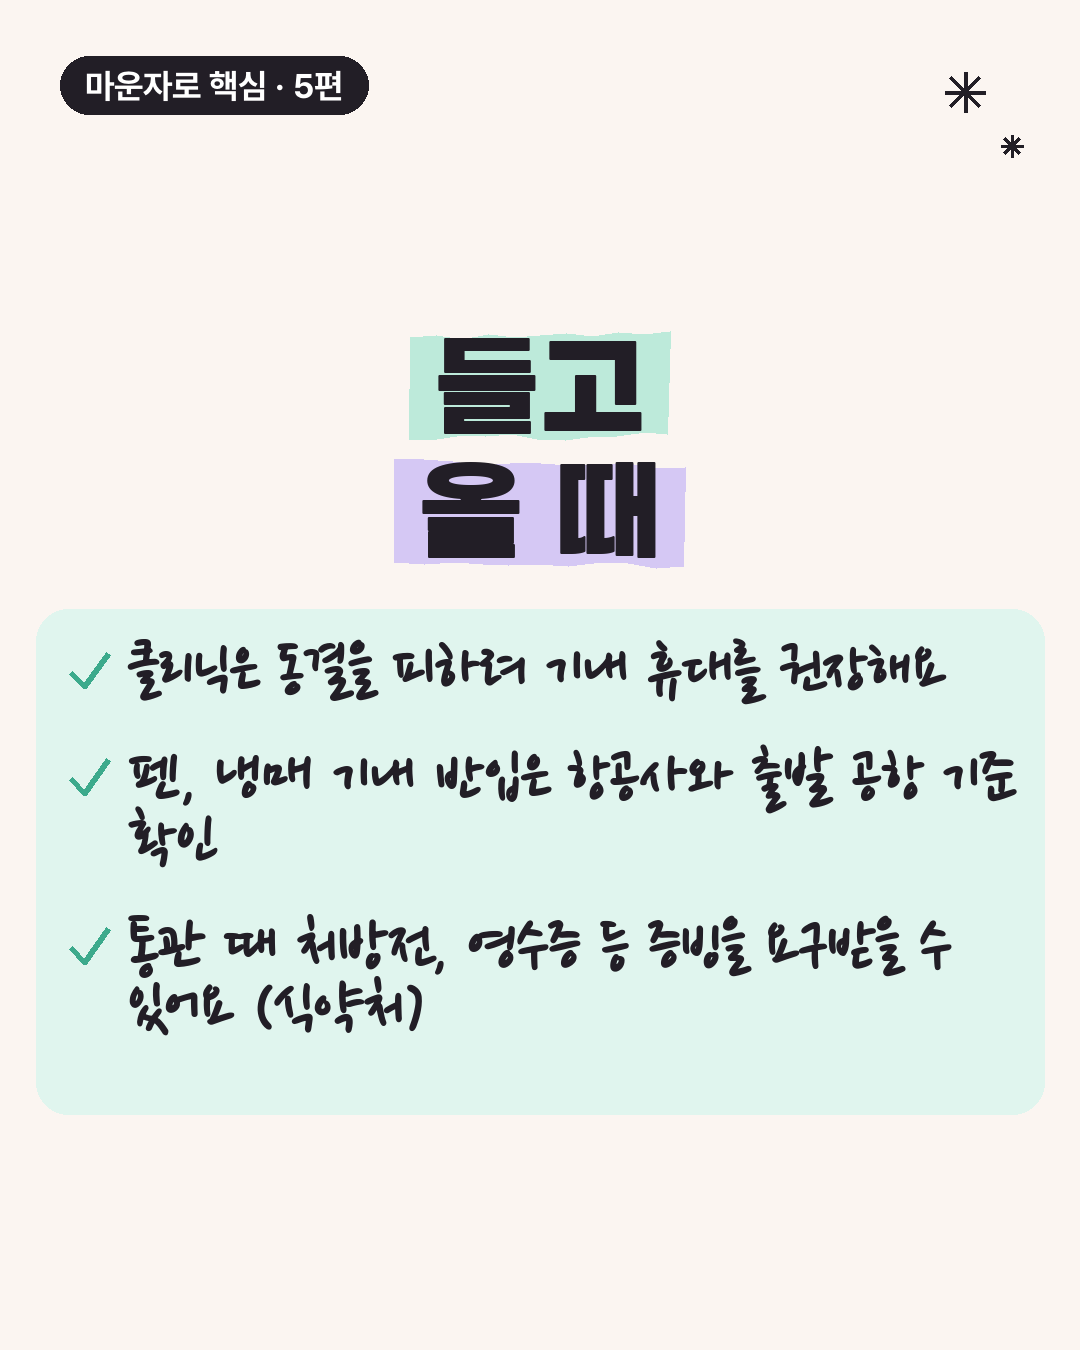 마운자로 핵심 · 5편
들고
올 때
클리닉은 동결을 피하려 기내 휴대를 권장해요
펜, 냉매 기내 반입은 항공사와 출발 공항 기준
확인
통관 때 처방전, 영수증 등 증빙을 요구받을 수
있어요 (식약처)